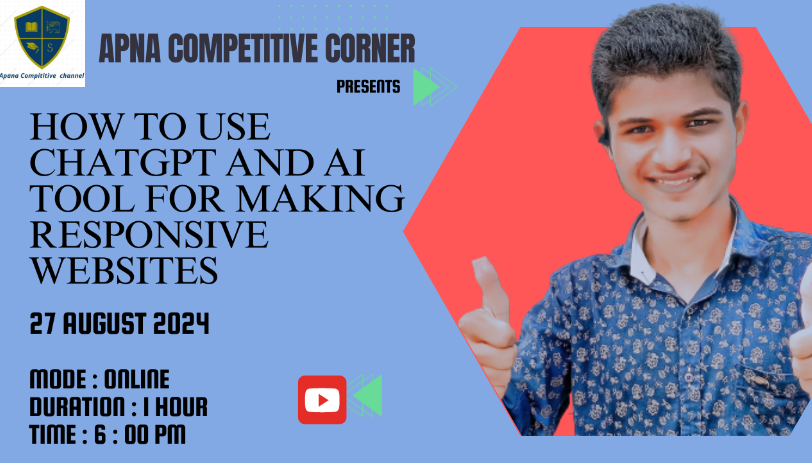 Apana Compititive channel
APNA COMPETITIVE CORNER
PRESENTS
HOW TO USE
CHATGPT AND AI
TOOL FOR MAKING
RESPONSIVE
WEBSITES
27 AUGUST 2024
MODE : ONLINE
DURATION : 1 HOUR
TIME : 6 : 00 PM